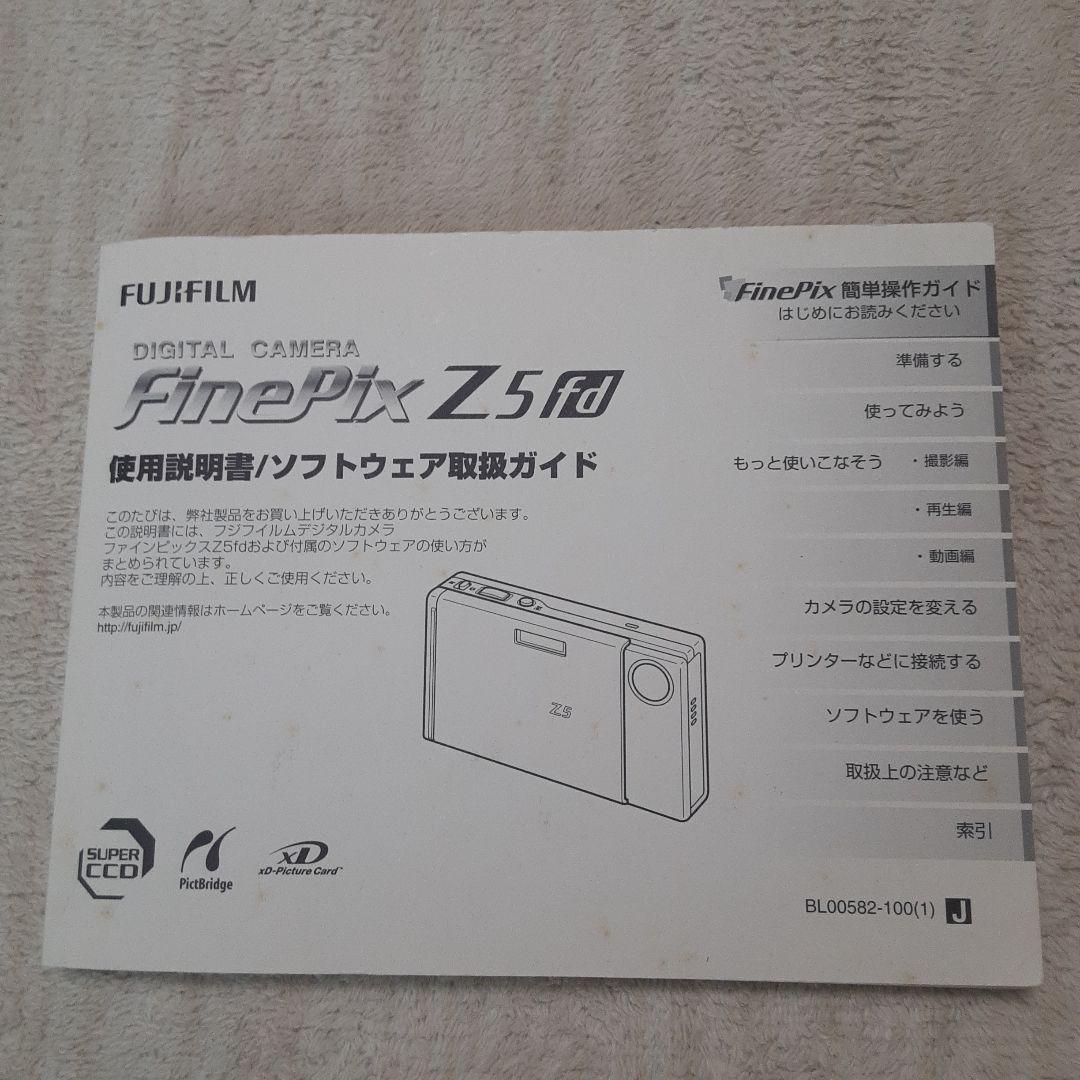 FUJIFILM
DIGITAL CAMERA
FinePix Z5fd
使用説明書/ソフトウェア取扱ガイド
このたびは、弊社製品をお買い上げいただきありがとうございます。
この説明書には、フジフイルムデジタルカメラ
ファインピックスZ5fdおよび付属のソフトウェアの使い方が
まとめられています。
内容をご理解の上、正しくご使用ください。
本製品の関連情報はホームページをご覧ください。
http://fujifilm.jp/
Z5
SUPER
CCD
PictBridge
xD
xD-Picture Card™
FinePix 簡単操作ガイド
はじめにお読みください
準備する
使ってみよう
もっと使いこなそう ・撮影編
・再生編
・動画編
カメラの設定を変える
プリンターなどに接続する
ソフトウェアを使う
取扱上の注意など
索引
BL00582-100(1) J